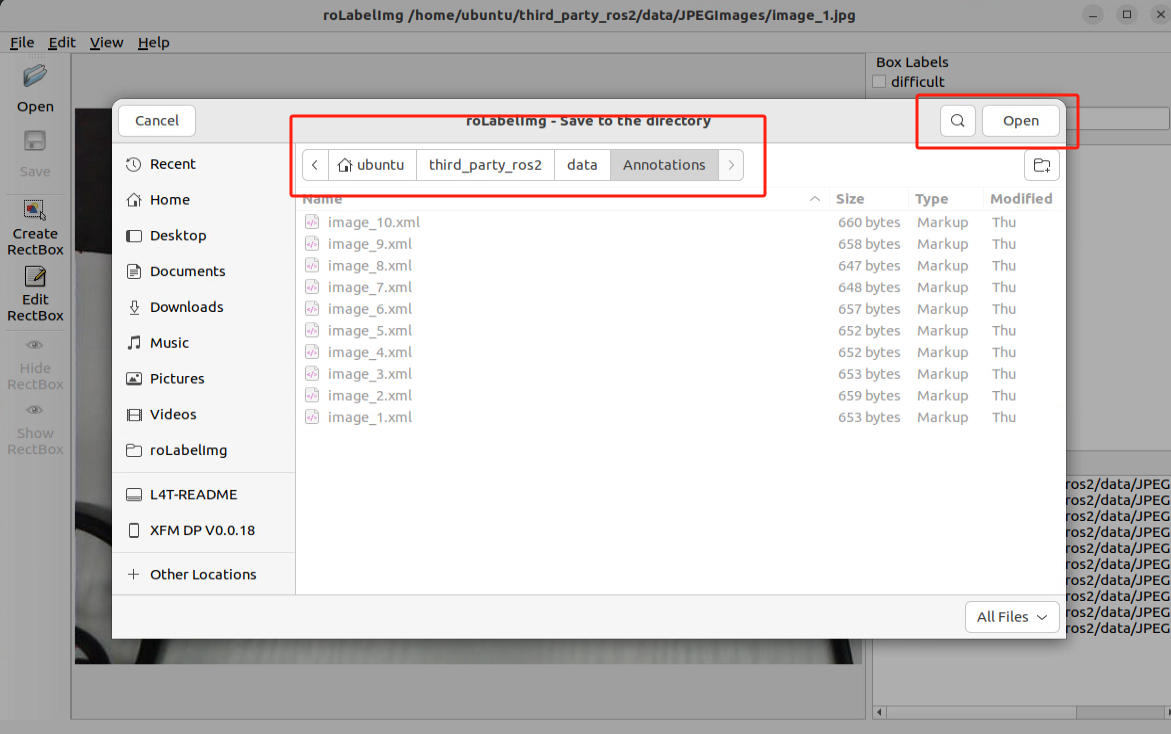 roLabelImg /home/ubuntu/third_party_ros2/data/JPEGImages/image_1.jpg
File Edit View Help
Open
Save
Create
RectBox
Edit
RectBox
Hide
RectBox
Show
RectBox
Box Labels
difficult
Cancel
roLabelImg - Save to the directory
Open
Recent
Home
Desktop
Documents
Downloads
Music
Pictures
Videos
roLabelImg
L4T-README
XFM DP V0.0.18
+ Other Locations
ubuntu third_party_ros2 data Annotations
Name Size Type Modified
image_10.xml 660 bytes Markup Thu
image_9.xml 658 bytes Markup Thu
image_8.xml 647 bytes Markup Thu
image_7.xml 648 bytes Markup Thu
image_6.xml 657 bytes Markup Thu
image_5.xml 652 bytes Markup Thu
image_4.xml 652 bytes Markup Thu
image_3.xml 653 bytes Markup Thu
image_2.xml 659 bytes Markup Thu
image_1.xml 653 bytes Markup Thu
All Files
ros2/data/JPEG
ros2/data/JPEG
ros2/data/JPEG
ros2/data/JPEG
ros2/data/JPEG
ros2/data/JPEG
ros2/data/JPEG
ros2/data/JPEG
ros2/data/JPEG
ros2/data/JPEG